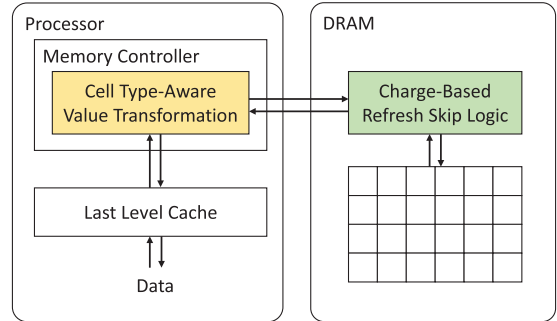 Processor
Memory Controller
Cell Type-Aware
Value Transformation
Last Level Cache
Data
DRAM
Charge-Based
Refresh Skip Logic